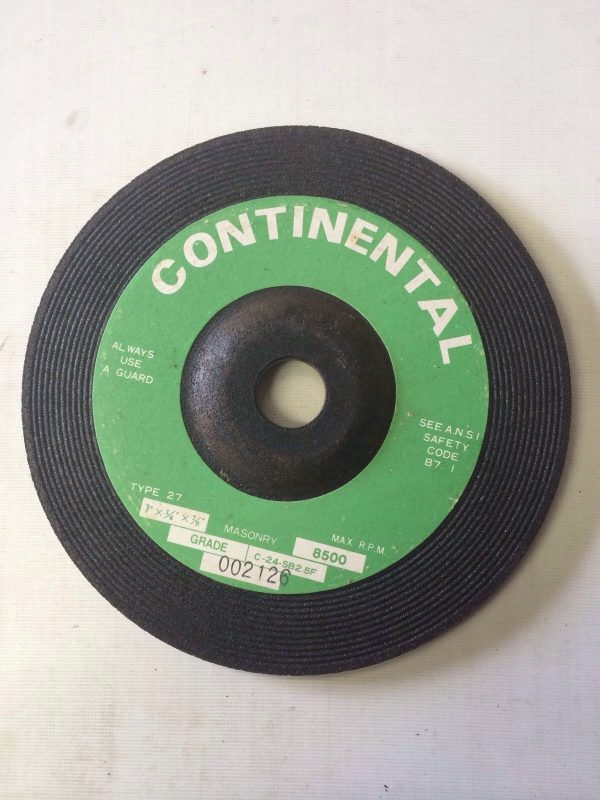 CONTINENTAL
ALWAYS
USE
A GUARD
SEE A.N.S.I
SAFETY
CODE
B7. 1
TYPE 27
MASONRY
MAX R.P.M.
8500
GRADE
C-24-SB2.5F
002126